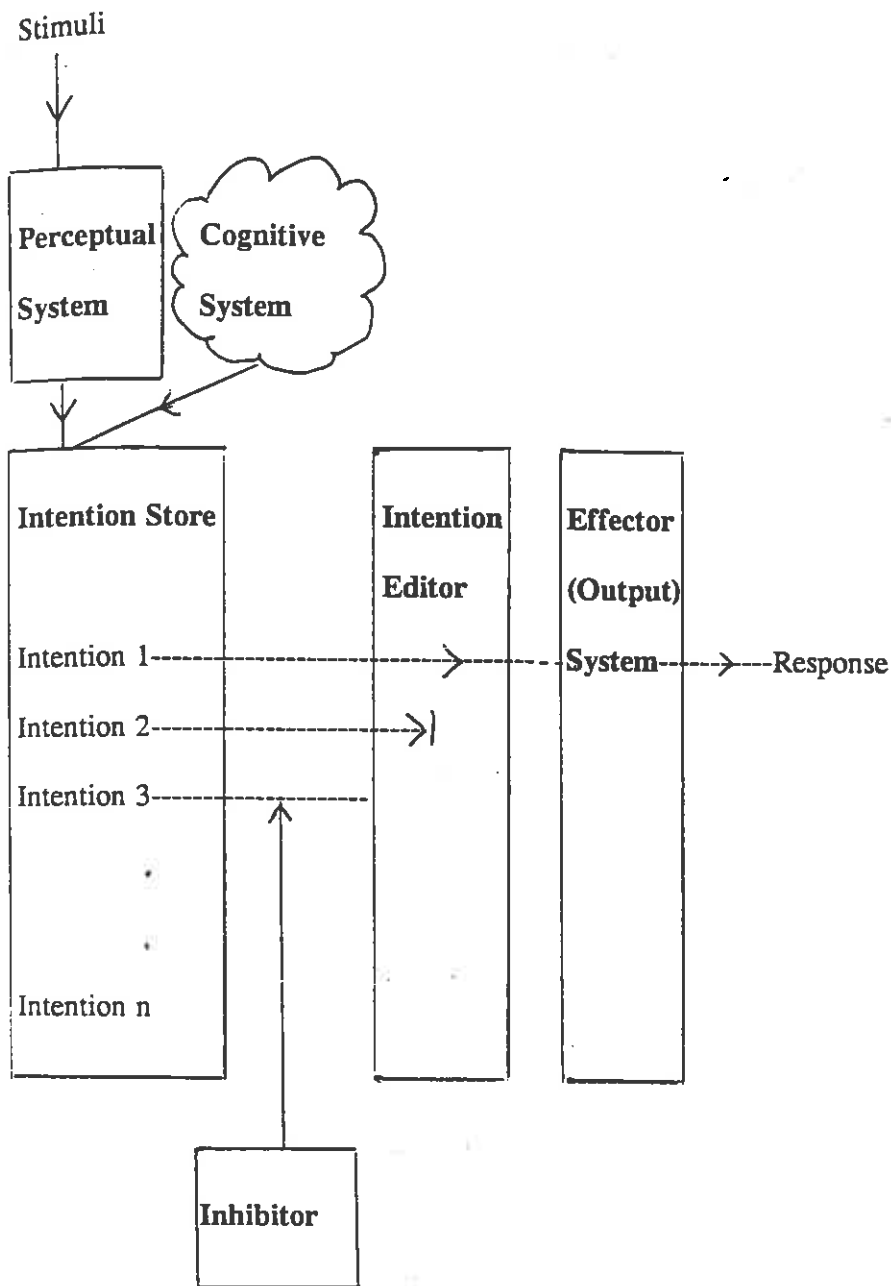 Stimuli
Perceptual
System
Cognitive
System
Intention Store
Intention 1
Intention 2
Intention 3
Intention n
Intention
Editor
Effector
(Output)
System
Response
Inhibitor